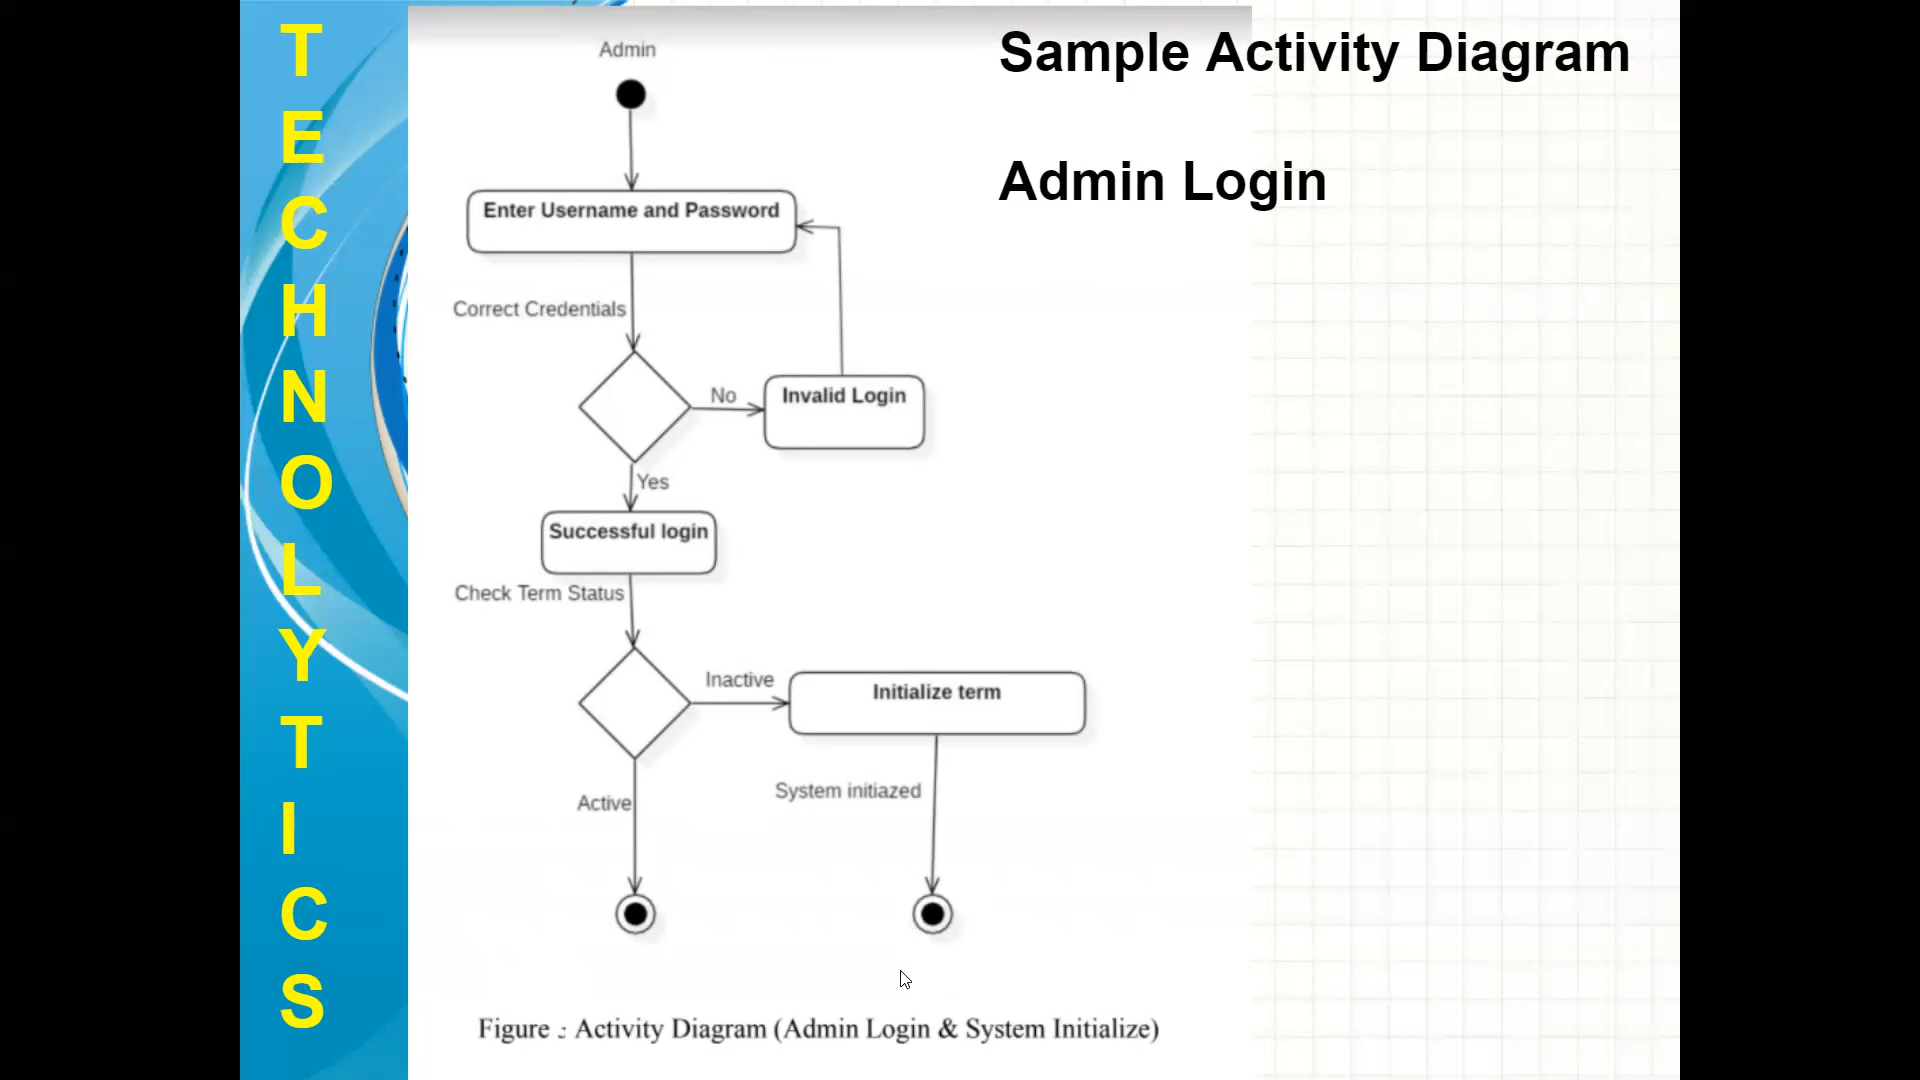 TECHNOLYTICS
Sample Activity Diagram
Admin Login
Admin
Enter Username and Password
Correct Credentials
No
Invalid Login
Yes
Successful login
Check Term Status
Inactive
Initialize term
Active
System initiazed
Figure : Activity Diagram (Admin Login & System Initialize)